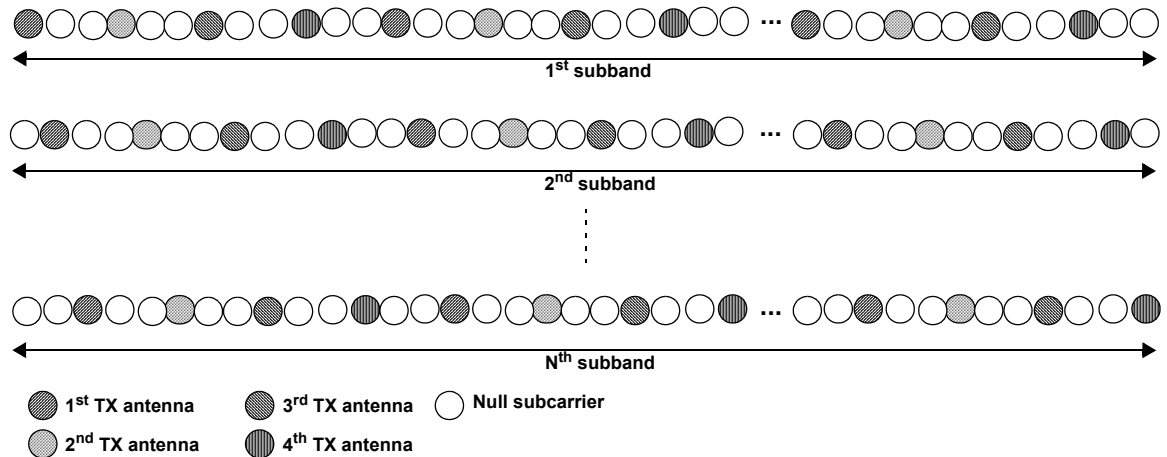 ...
1st subband
...
2nd subband
...
Nth subband
1st TX antenna
3rd TX antenna
Null subcarrier
2nd TX antenna
4th TX antenna